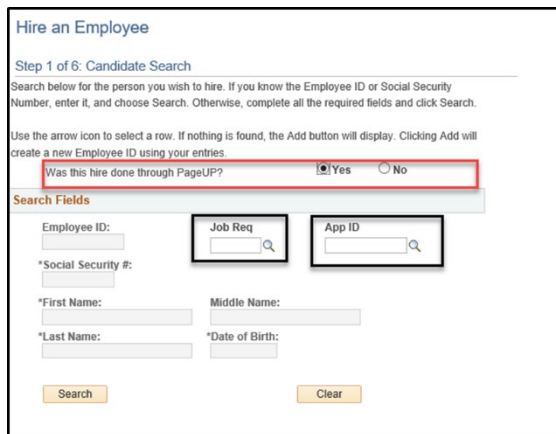 Hire an Employee
Step 1 of 6: Candidate Search
Search below for the person you wish to hire. If you know the Employee ID or Social Security
Number, enter it, and choose Search. Otherwise, complete all the required fields and click Search.
Use the arrow icon to select a row. If nothing is found, the Add button will display. Clicking Add will
create a new Employee ID using your entries.
Was this hire done through PageUP? Yes No
Search Fields
Employee ID: Job Req App ID
*Social Security #:
*First Name: Middle Name:
*Last Name: *Date of Birth:
Search Clear